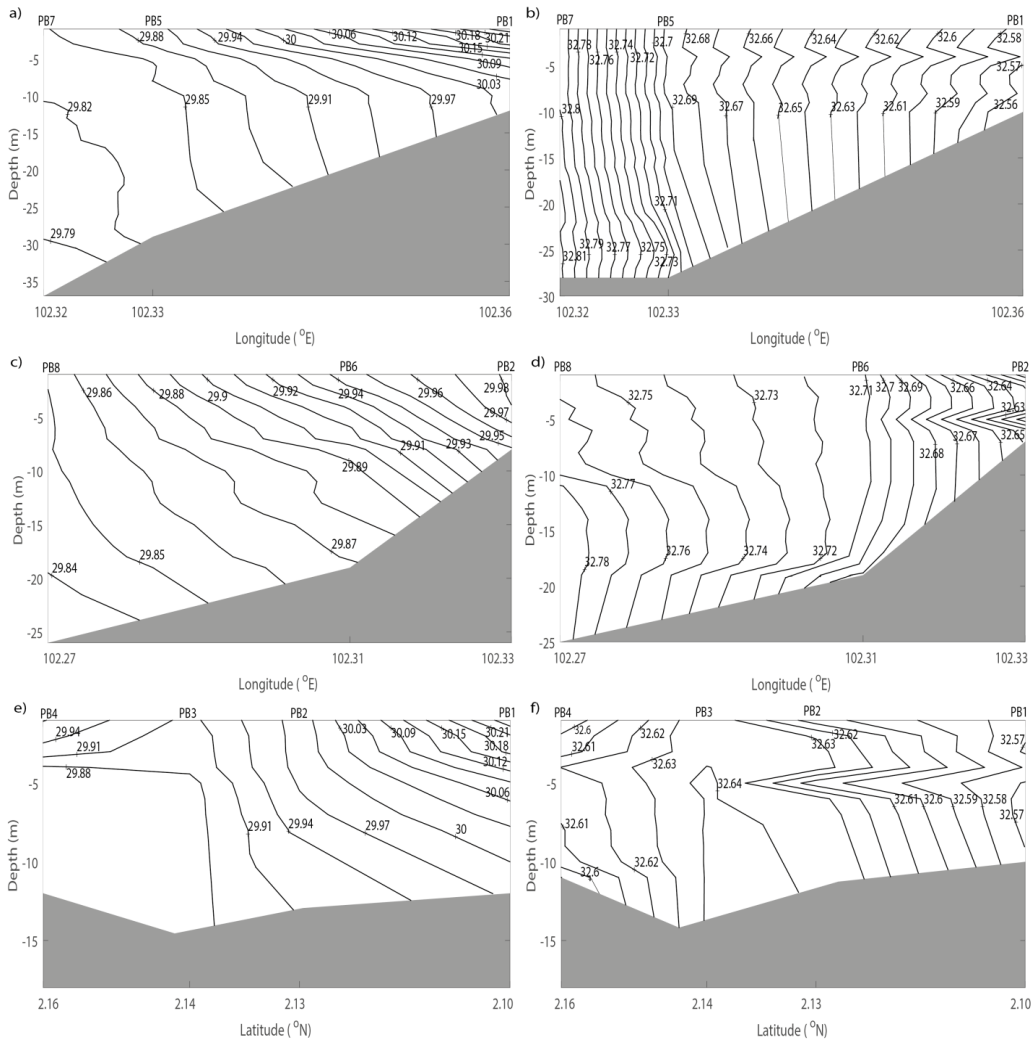 a)
PB7 PB5 PB1
29.88 29.94 30 30.06 30.12 30.18 30.21
30.15
30.09
30.03
29.82 29.85 29.91 29.97
29.79
-5
-10
-15
-20
-25
-30
-35
Depth (m)
102.32 102.33 102.36
Longitude ( °E)
b)
PB7 PB5 PB1
32.78 32.74 32.7 32.68 32.66 32.64 32.62 32.6 32.58
32.76 32.72
32.57
32.8 32.69 32.67 32.65 32.63 32.61 32.59 32.56
32.71
32.79 32.77 32.75
32.81 32.73
-5
-10
-15
-20
-25
-30
Depth (m)
102.32 102.33 102.36
Longitude ( °E)
c)
PB8 PB6 PB2
29.86 29.88 29.9 29.92 29.94 29.96 29.98
29.97
29.95
29.91 29.93
29.89
29.87
29.85
29.84
-5
-10
-15
-20
-25
Depth (m)
102.27 102.31 102.33
Longitude ( °E)
d)
PB8 PB6 PB2
32.75 32.73 32.71 32.7 32.69 32.66 32.64
32.63
32.67 32.65
32.68
32.77
32.78 32.76 32.74 32.72
-5
-10
-15
-20
-25
Depth (m)
102.27 102.31 102.33
Longitude ( °E)
e)
PB4 PB3 PB2 PB1
29.94 30.03 30.09 30.15 30.21
29.91 30.18
30.12
29.88
30.06
29.91 29.94 29.97 30
-5
-10
-15
Depth (m)
2.16 2.14 2.13 2.10
Latitude ( °N)
f)
PB4 PB3 PB2 PB1
32.6 32.62 32.62 32.57
32.61 32.63
32.63
32.64
32.61 32.6 32.59 32.58
32.57
32.61
32.62
32.6
-5
-10
-15
Depth (m)
2.16 2.14 2.13 2.10
Latitude ( °N)